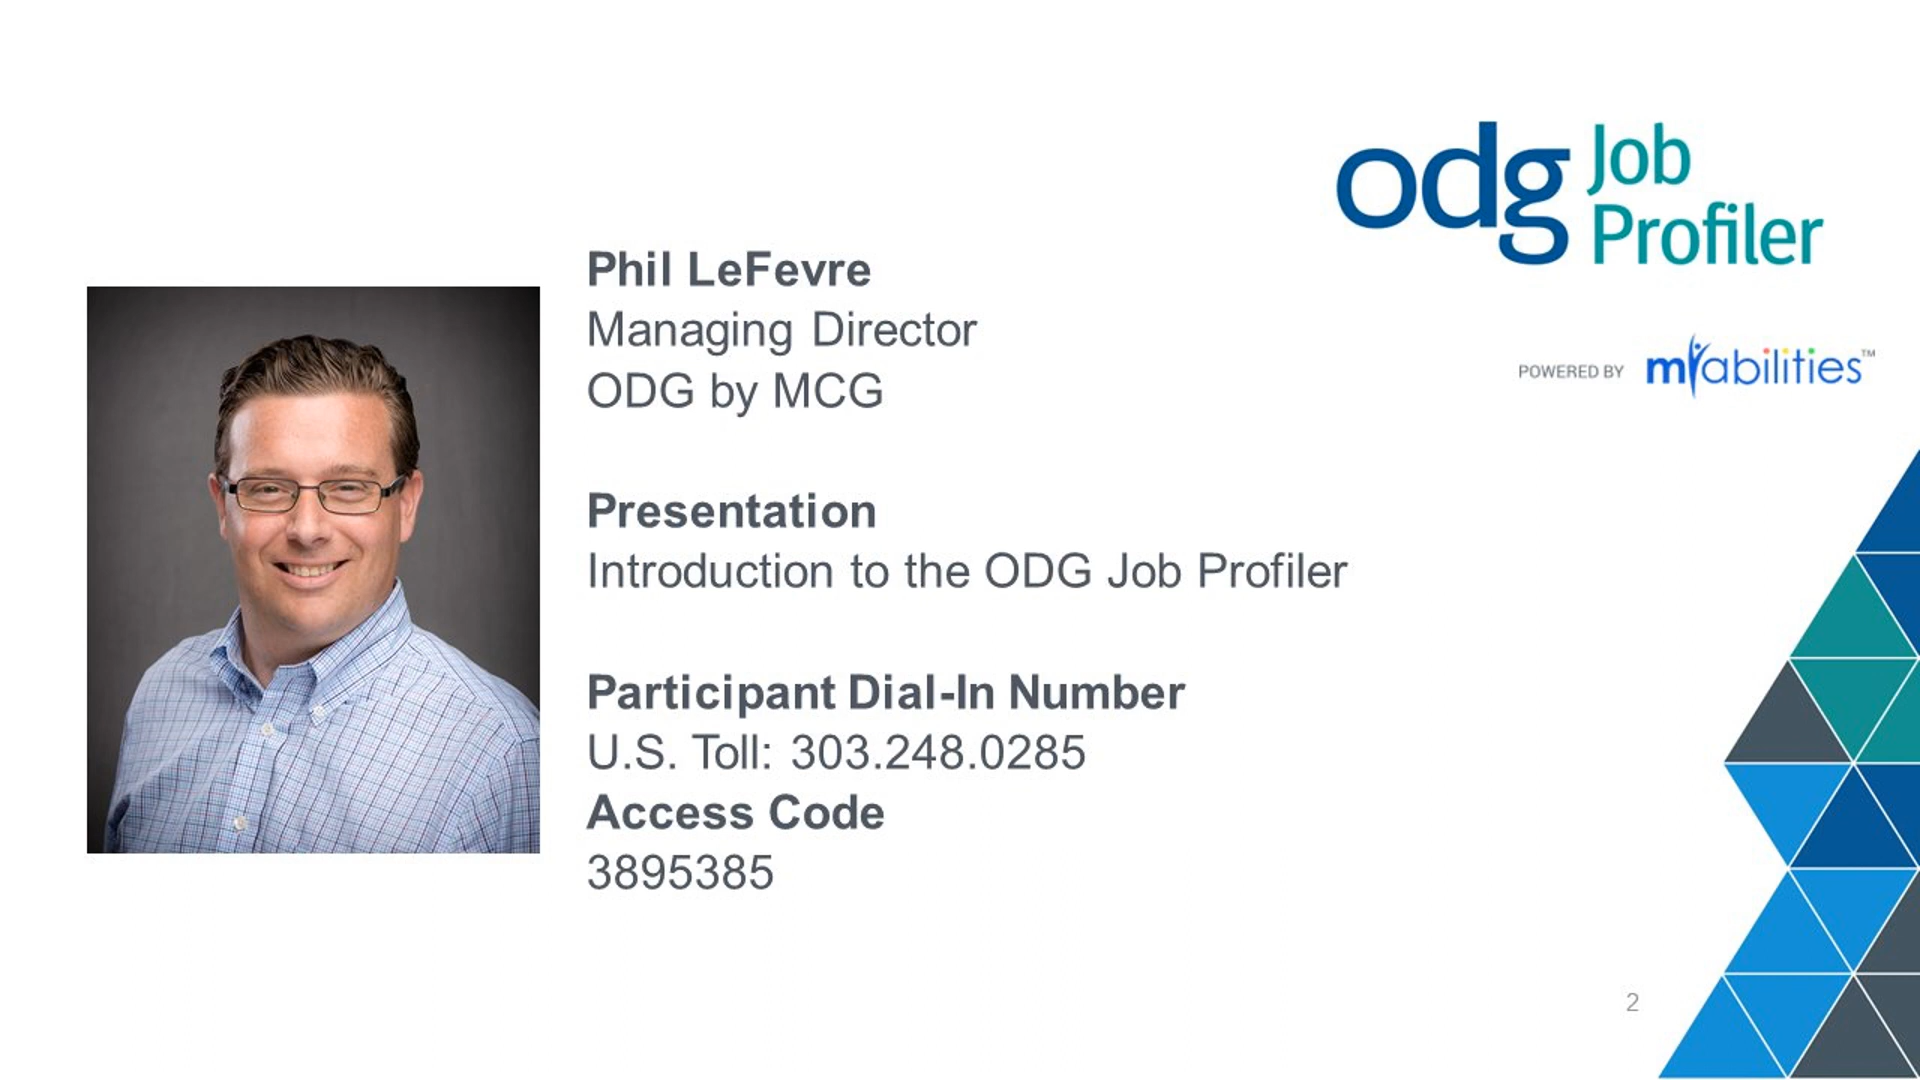 odg Job
Profiler
POWERED BY myabilities™
Phil LeFevre
Managing Director
ODG by MCG
Presentation
Introduction to the ODG Job Profiler
Participant Dial-In Number
U.S. Toll: 303.248.0285
Access Code
3895385
2